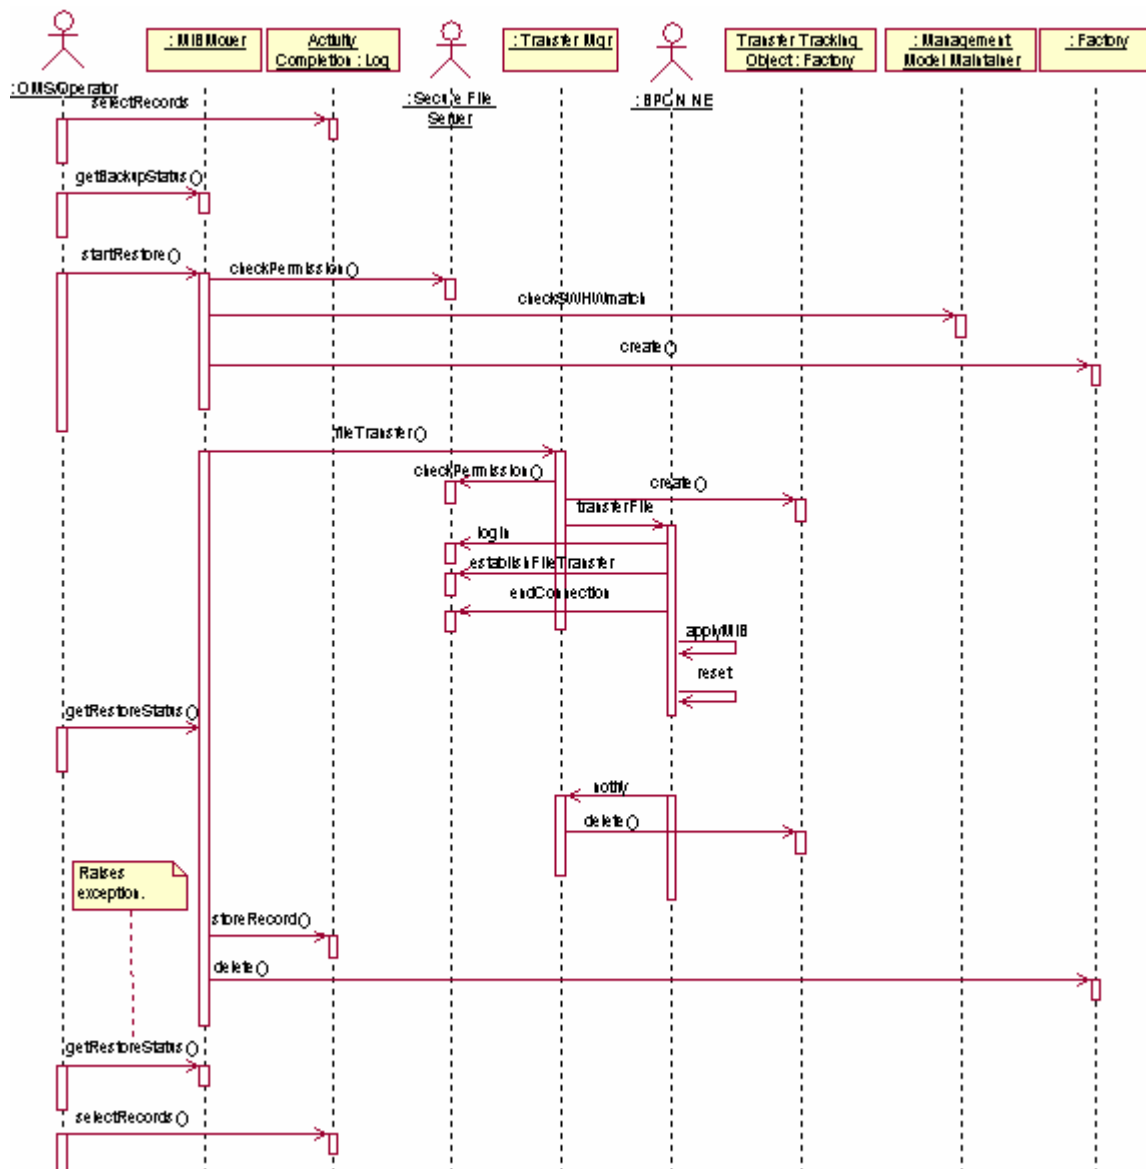 : MIBMover
Activity
Completion : Log
: Transfer Mgr
Transfer Tracking
Object : Factory
: Management
Model Maintainer
: Factory
: OMS/Operator
: Secure File
Server
: BPON NE
selectRecords
getBackupStatus()
startRestore()
checkPermission()
checkSWHWmatch
create()
fileTransfer()
checkPermission()
create()
transferFile
login
establishFileTransfer
endConnection
applyMIB
reset
getRestoreStatus()
notify
delete()
Raises
exception.
storeRecord()
delete()
getRestoreStatus()
selectRecords()